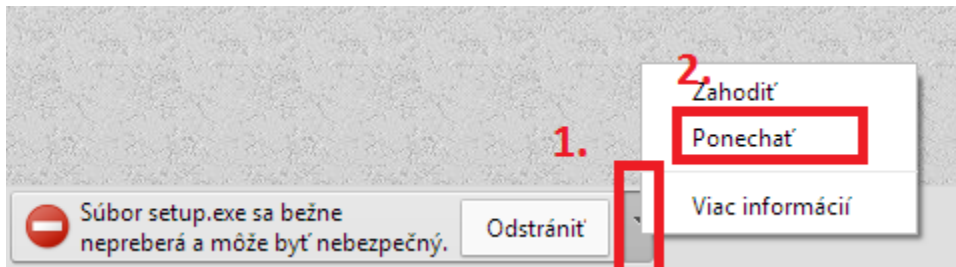 2.
Zahodiť
Ponechať
1.
Viac informácií
Súbor setup.exe sa bežne
nepreberá a môže byť nebezpečný.
Odstrániť